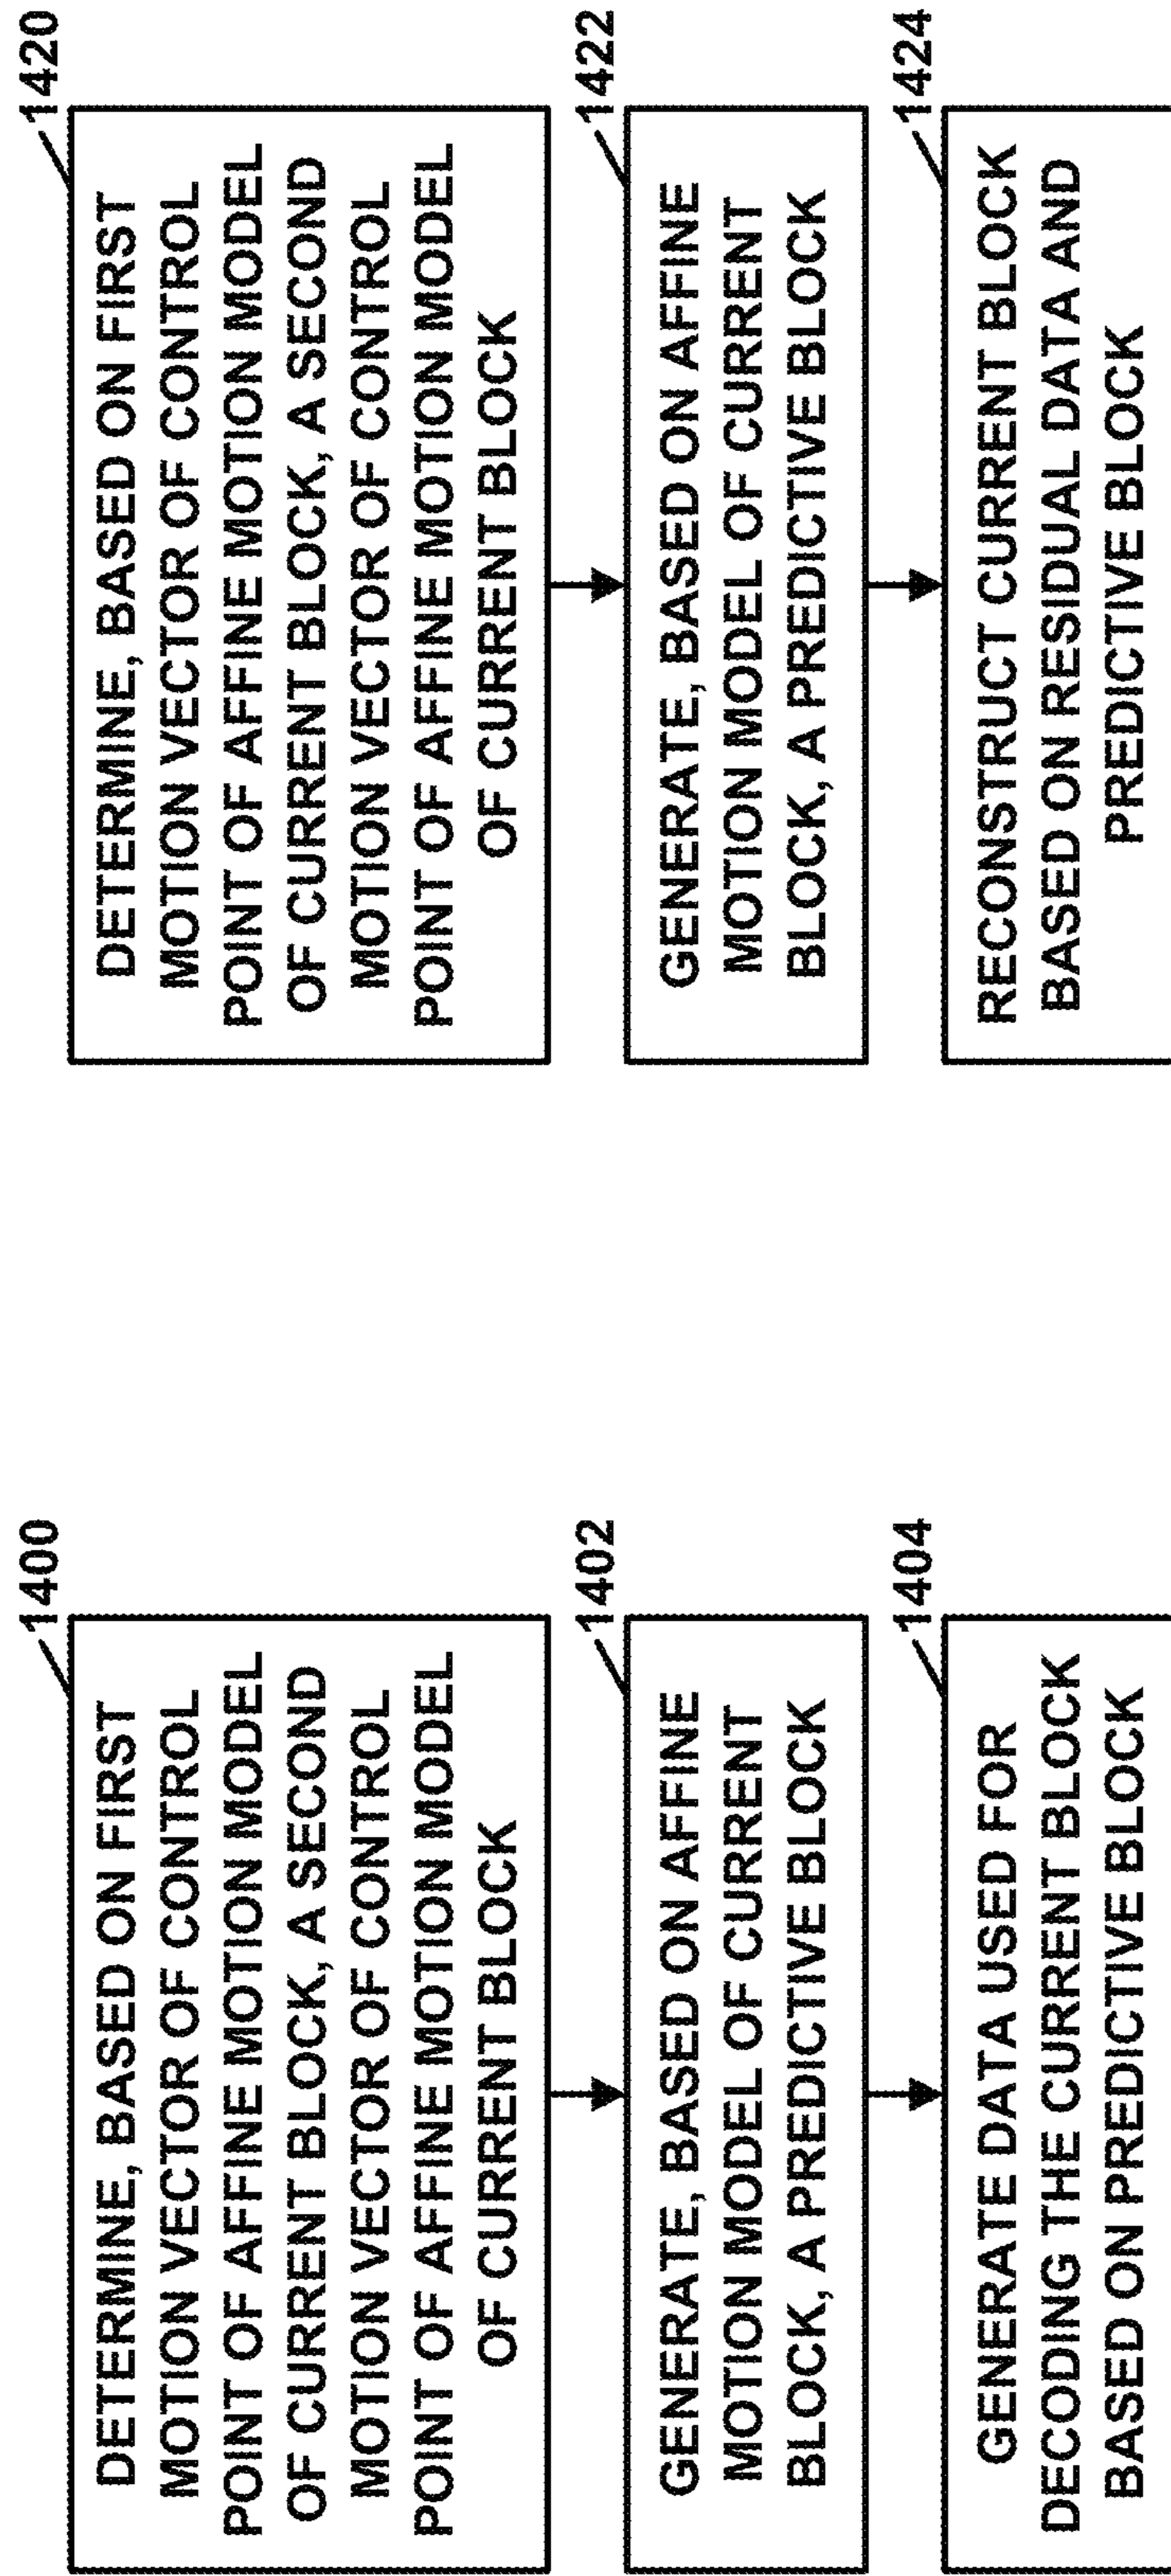 1400
DETERMINE, BASED ON FIRST
MOTION VECTOR OF CONTROL
POINT OF AFFINE MOTION MODEL
OF CURRENT BLOCK, A SECOND
MOTION VECTOR OF CONTROL
POINT OF AFFINE MOTION MODEL
OF CURRENT BLOCK
1402
GENERATE, BASED ON AFFINE
MOTION MODEL OF CURRENT
BLOCK, A PREDICTIVE BLOCK
1404
GENERATE DATA USED FOR
DECODING THE CURRENT BLOCK
BASED ON PREDICTIVE BLOCK
1420
DETERMINE, BASED ON FIRST
MOTION VECTOR OF CONTROL
POINT OF AFFINE MOTION MODEL
OF CURRENT BLOCK, A SECOND
MOTION VECTOR OF CONTROL
POINT OF AFFINE MOTION MODEL
OF CURRENT BLOCK
1422
GENERATE, BASED ON AFFINE
MOTION MODEL OF CURRENT
BLOCK, A PREDICTIVE BLOCK
1424
RECONSTRUCT CURRENT BLOCK
BASED ON RESIDUAL DATA AND
PREDICTIVE BLOCK